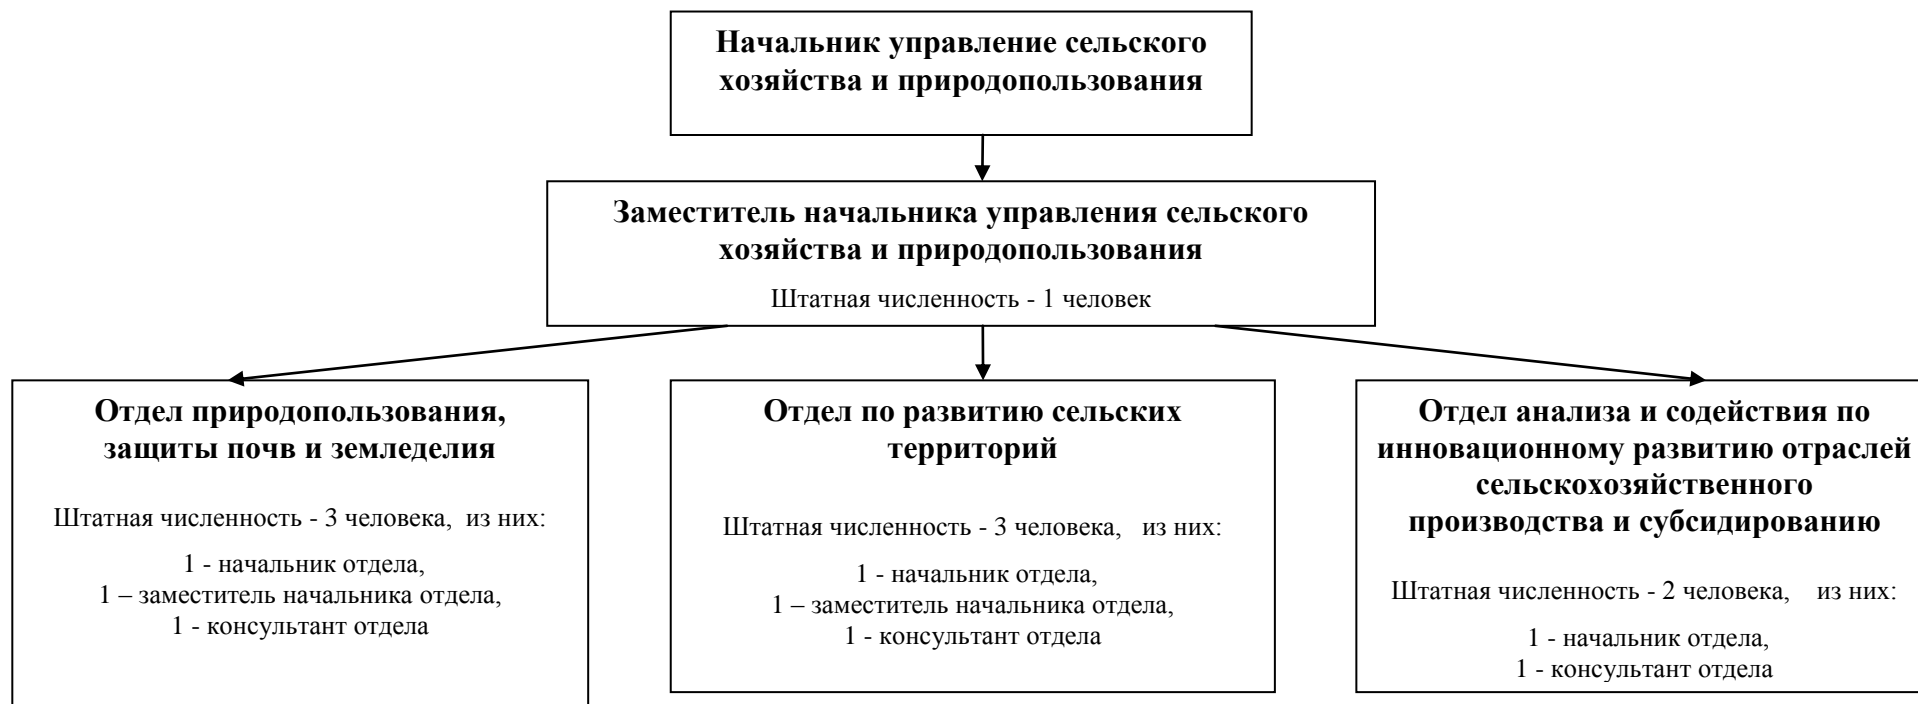 Начальник управление сельского
хозяйства и природопользования
Заместитель начальника управления сельского
хозяйства и природопользования
Штатная численность - 1 человек
Отдел природопользования,
защиты почв и земледелия
Штатная численность - 3 человека, из них:
1 - начальник отдела,
1 – заместитель начальника отдела,
1 - консультант отдела
Отдел по развитию сельских
территорий
Штатная численность - 3 человека, из них:
1 - начальник отдела,
1 – заместитель начальника отдела,
1 - консультант отдела
Отдел анализа и содействия по
инновационному развитию отраслей
сельскохозяйственного
производства и субсидированию
Штатная численность - 2 человека, из них:
1 - начальник отдела,
1 - консультант отдела